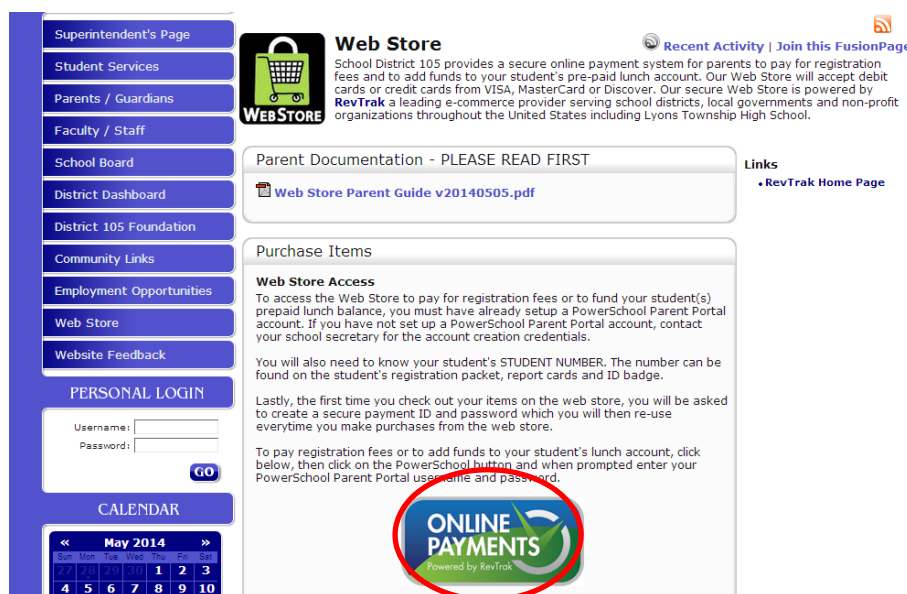 Superintendent's Page
Student Services
Parents / Guardians
Faculty / Staff
School Board
District Dashboard
District 105 Foundation
Community Links
Employment Opportunities
Web Store
Website Feedback
PERSONAL LOGIN
Username:
Password:
GO
CALENDAR
« May 2014 »
Sun Mon Tue Wed Thu Fri Sat
27 28 29 30 1 2 3
4 5 6 7 8 9 10
WEBSTORE
Web Store
Recent Activity | Join this FusionPage
School District 105 provides a secure online payment system for parents to pay for registration
fees and to add funds to your student's pre-paid lunch account. Our Web Store will accept debit
cards or credit cards from VISA, MasterCard or Discover. Our secure Web Store is powered by
RevTrak a leading e-commerce provider serving school districts, local governments and non-profit
organizations throughout the United States including Lyons Township High School.
Parent Documentation - PLEASE READ FIRST
Web Store Parent Guide v20140505.pdf
Purchase Items
Web Store Access
To access the Web Store to pay for registration fees or to fund your student(s)
prepaid lunch balance, you must have already setup a PowerSchool Parent Portal
account. If you have not set up a PowerSchool Parent Portal account, contact
your school secretary for the account creation credentials.
You will also need to know your student's STUDENT NUMBER. The number can be
found on the student's registration packet, report cards and ID badge.
Lastly, the first time you check out your items on the web store, you will be asked
to create a secure payment ID and password which you will then re-use
everytime you make purchases from the web store.
To pay registration fees or to add funds to your student's lunch account, click
below, then click on the PowerSchool button and when prompted enter your
PowerSchool Parent Portal username and password.
ONLINE
PAYMENTS
Powered by RevTrak
Links
RevTrak Home Page